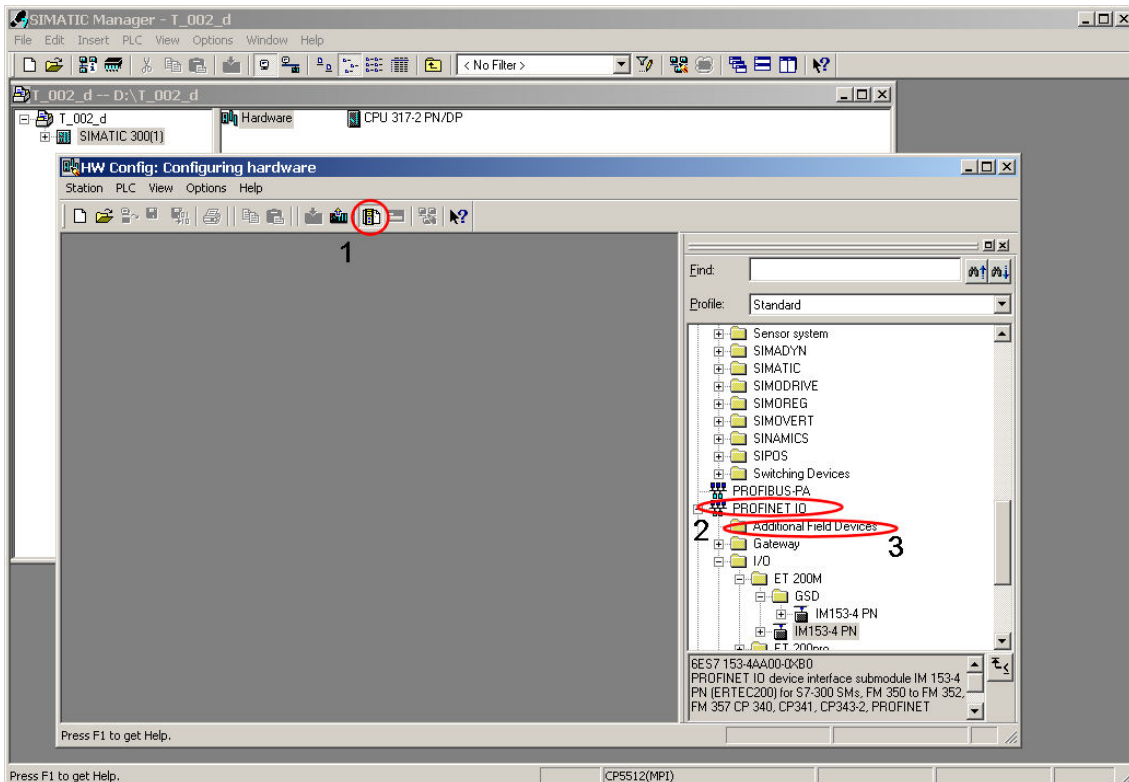 SIMATIC Manager - T_002_d
File Edit Insert PLC View Options Window Help
< No Filter >
T_002_d -- D:\T_002_d
T_002_d
SIMATIC 300(1)
Hardware
CPU 317-2 PN/DP
HW Config: Configuring hardware
Station PLC View Options Help
1
Find:
Profile:
Standard
Sensor system
SIMADYN
SIMATIC
SIMODRIVE
SIMOREG
SIMOVERT
SINAMICS
SIPOS
Switching Devices
PROFIBUS-PA
PROFINET IO
2
Additional Field Devices
3
Gateway
I/O
ET 200M
GSD
IM153-4 PN
IM153-4 PN
ET 200pro
6ES7 153-4AA00-0XB0
PROFINET IO device interface submodule IM 153-4
PN (ERTEC200) for S7-300 SMs, FM 350 to FM 352,
FM 357 CP 340, CP341, CP343-2, PROFINET
Press F1 to get Help.
Press F1 to get Help.
CP5512(MPI)